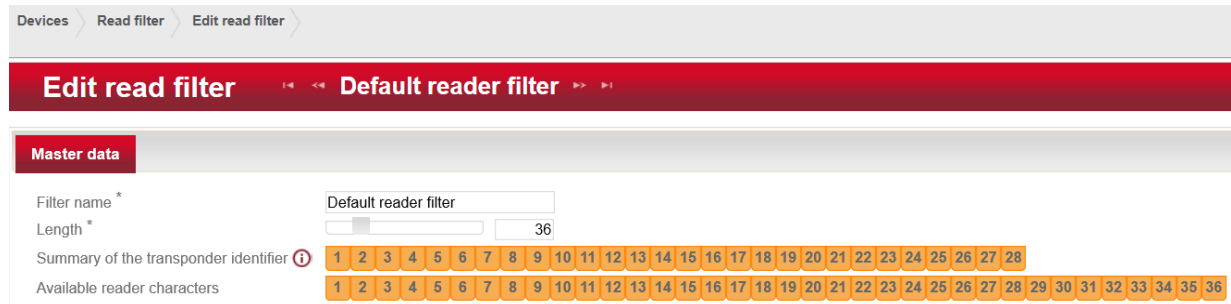 Devices Read filter Edit read filter
Edit read filter Default reader filter
Master data
Filter name * Default reader filter
Length * 36
Summary of the transponder identifier 1 2 3 4 5 6 7 8 9 10 11 12 13 14 15 16 17 18 19 20 21 22 23 24 25 26 27 28
Available reader characters 1 2 3 4 5 6 7 8 9 10 11 12 13 14 15 16 17 18 19 20 21 22 23 24 25 26 27 28 29 30 31 32 33 34 35 36